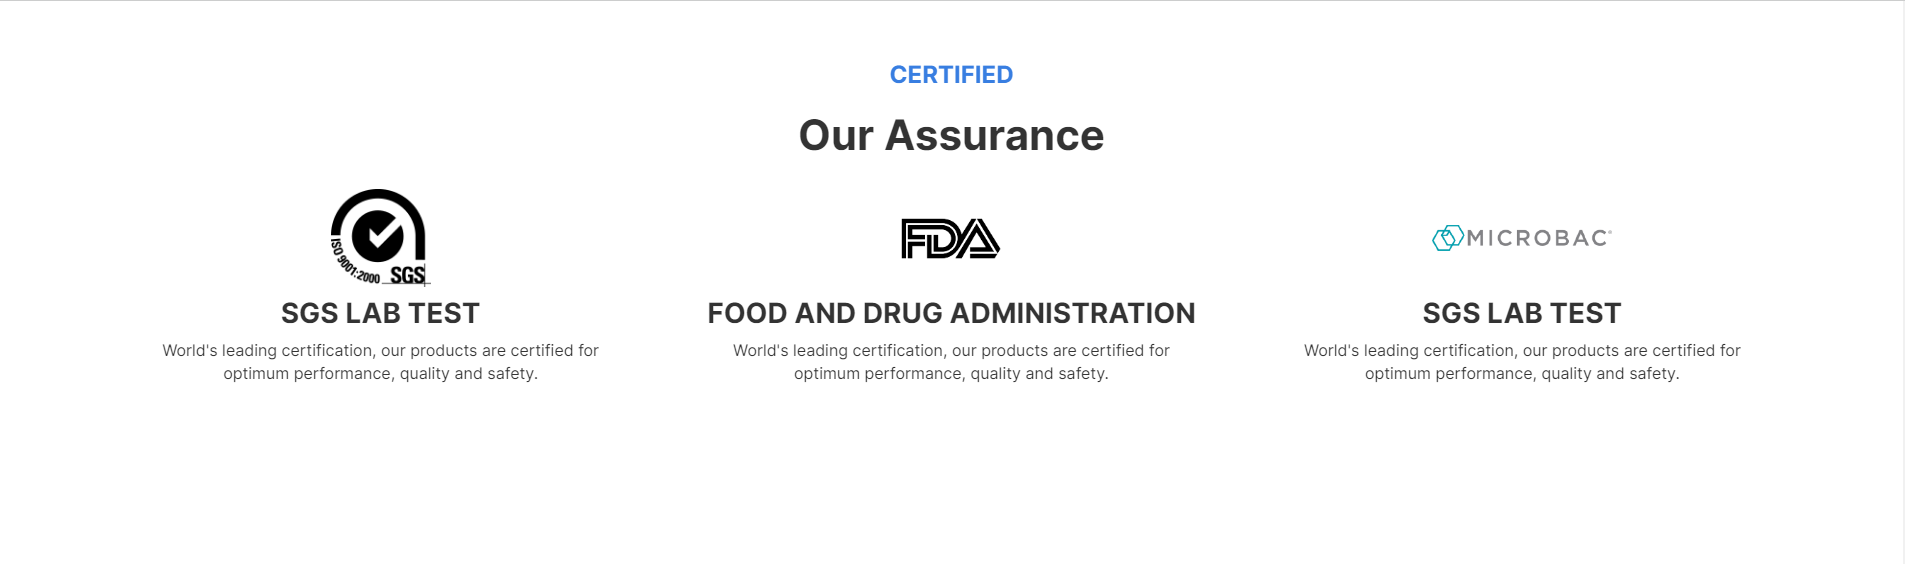 CERTIFIED
Our Assurance
ISO 9001:2000 SGS
FDA
MICROBAC®
SGS LAB TEST
FOOD AND DRUG ADMINISTRATION
SGS LAB TEST
World's leading certification, our products are certified for
optimum performance, quality and safety.
World's leading certification, our products are certified for
optimum performance, quality and safety.
World's leading certification, our products are certified for
optimum performance, quality and safety.